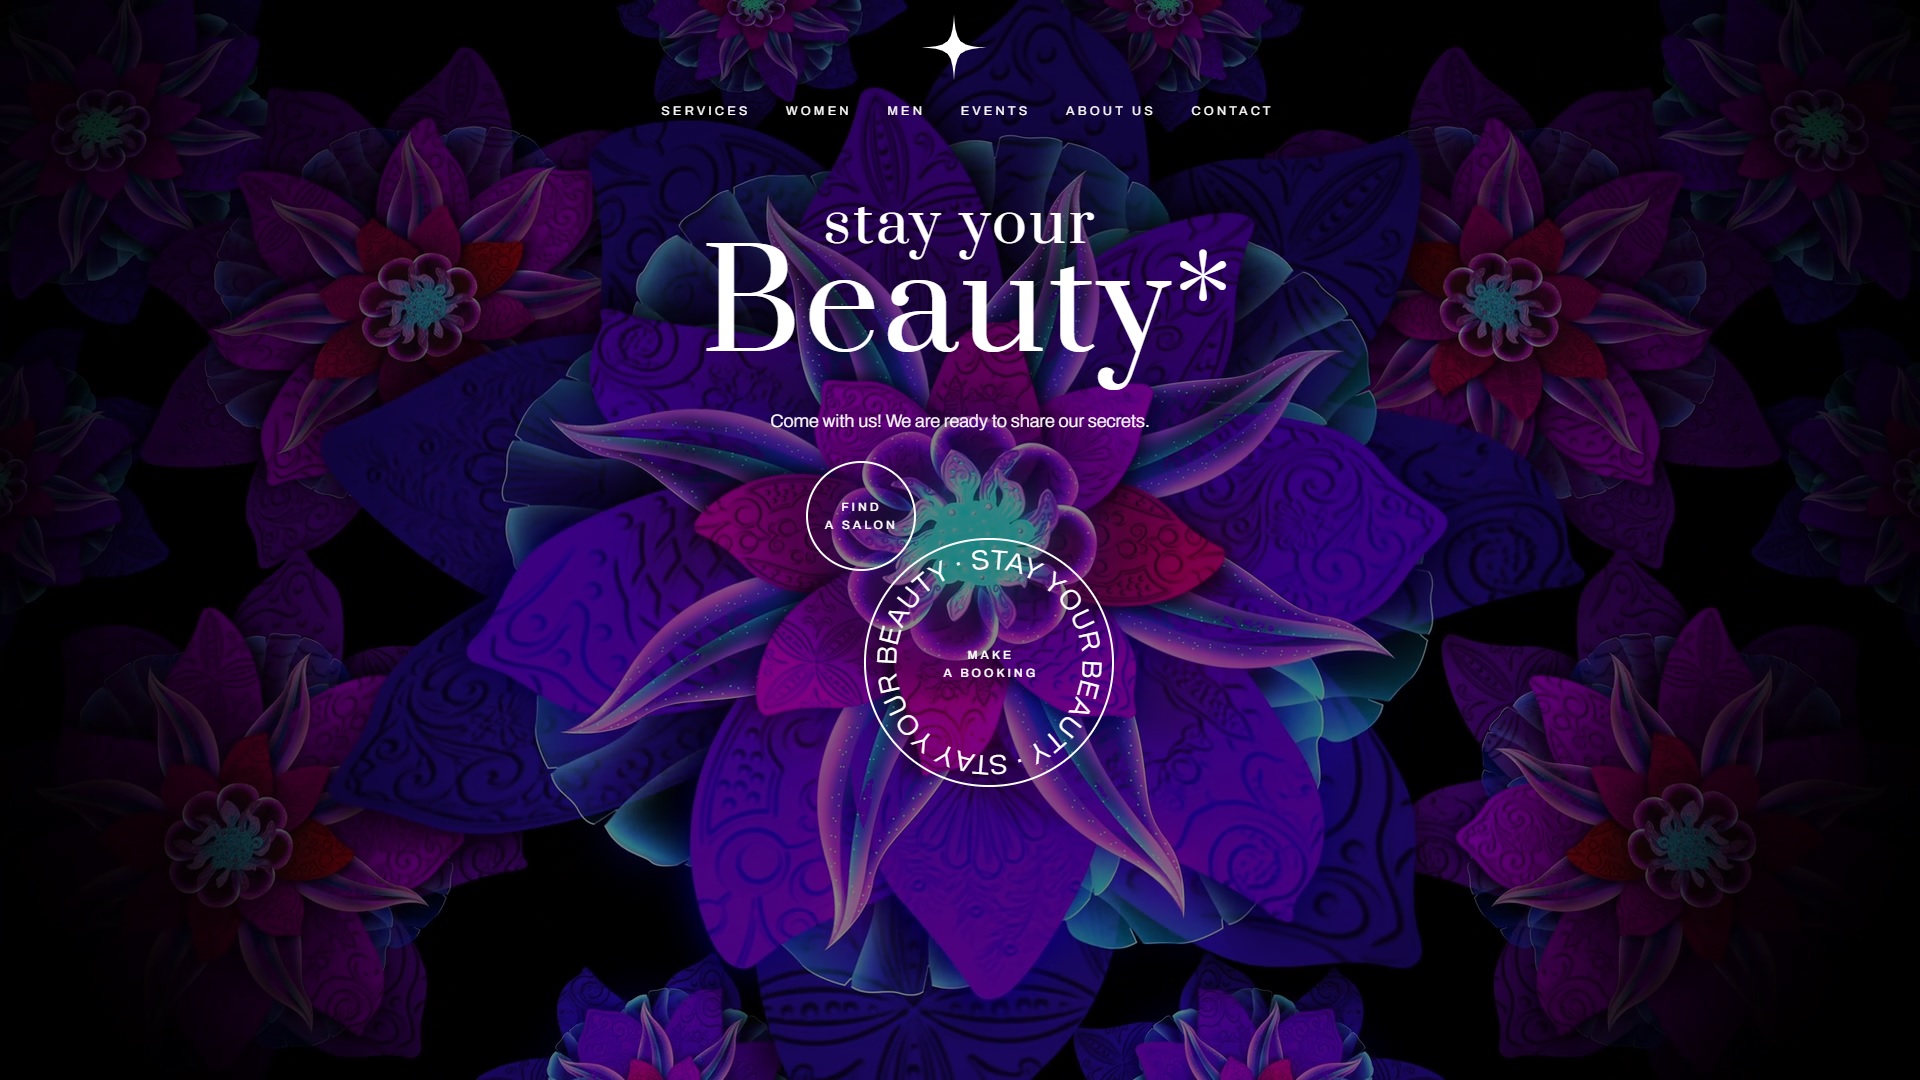 SERVICES WOMEN MEN EVENTS ABOUT US CONTACT
stay your
Beauty*
Come with us! We are ready to share our secrets.
FIND
A SALON
STAY YOUR BEAUTY · STAY YOUR BEAUTY ·
MAKE
A BOOKING